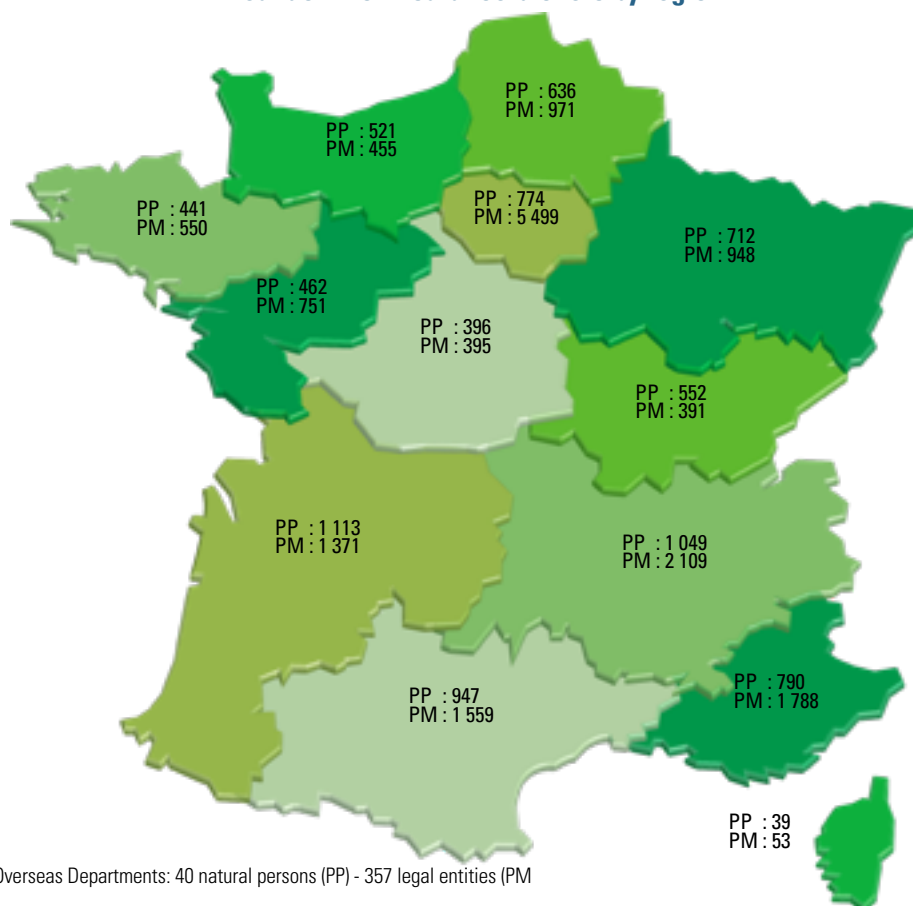 PP : 636
PM : 971
PP : 521
PM : 455
PP : 774
PM : 5 499
PP : 441
PM : 550
PP : 712
PM : 948
PP : 462
PM : 751
PP : 396
PM : 395
PP : 552
PM : 391
PP : 1 113
PM : 1 371
PP : 1 049
PM : 2 109
PP : 947
PM : 1 559
PP : 790
PM : 1 788
PP : 39
PM : 53
Overseas Departments: 40 natural persons (PP) - 357 legal entities (PM